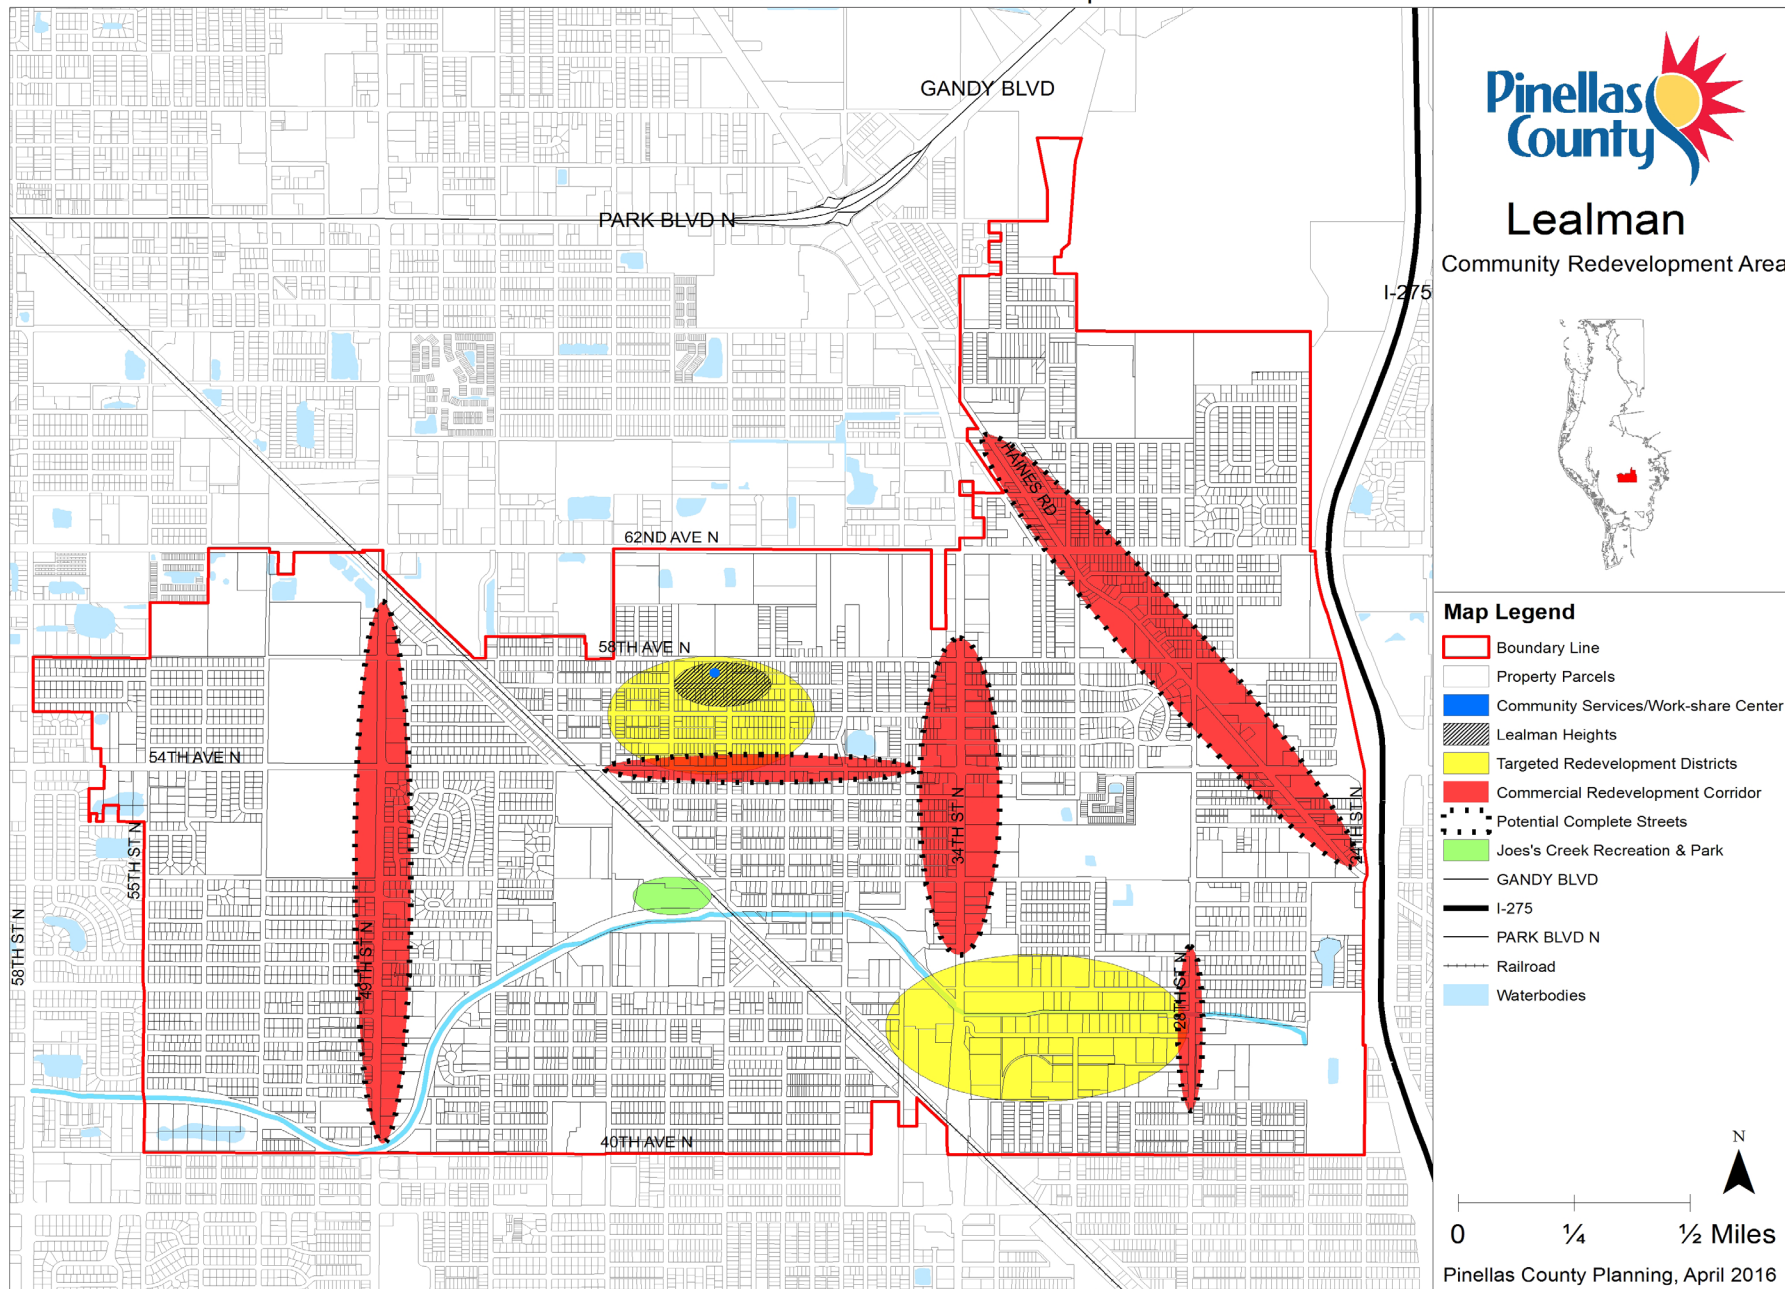 GANDY BLVD
PARK BLVD N
I-275
HAINES RD
62ND AVE N
58TH AVE N
54TH AVE N
34TH ST N
24TH ST N
55TH ST N
58TH ST N
49TH ST N
28TH ST N
40TH AVE N
Pinellas
County
Lealman
Community Redevelopment Area
Map Legend
Boundary Line
Property Parcels
Community Services/Work-share Center
Lealman Heights
Targeted Redevelopment Districts
Commercial Redevelopment Corridor
Potential Complete Streets
Joes's Creek Recreation & Park
GANDY BLVD
I-275
PARK BLVD N
Railroad
Waterbodies
N
0 ¼ ½ Miles
Pinellas County Planning, April 2016